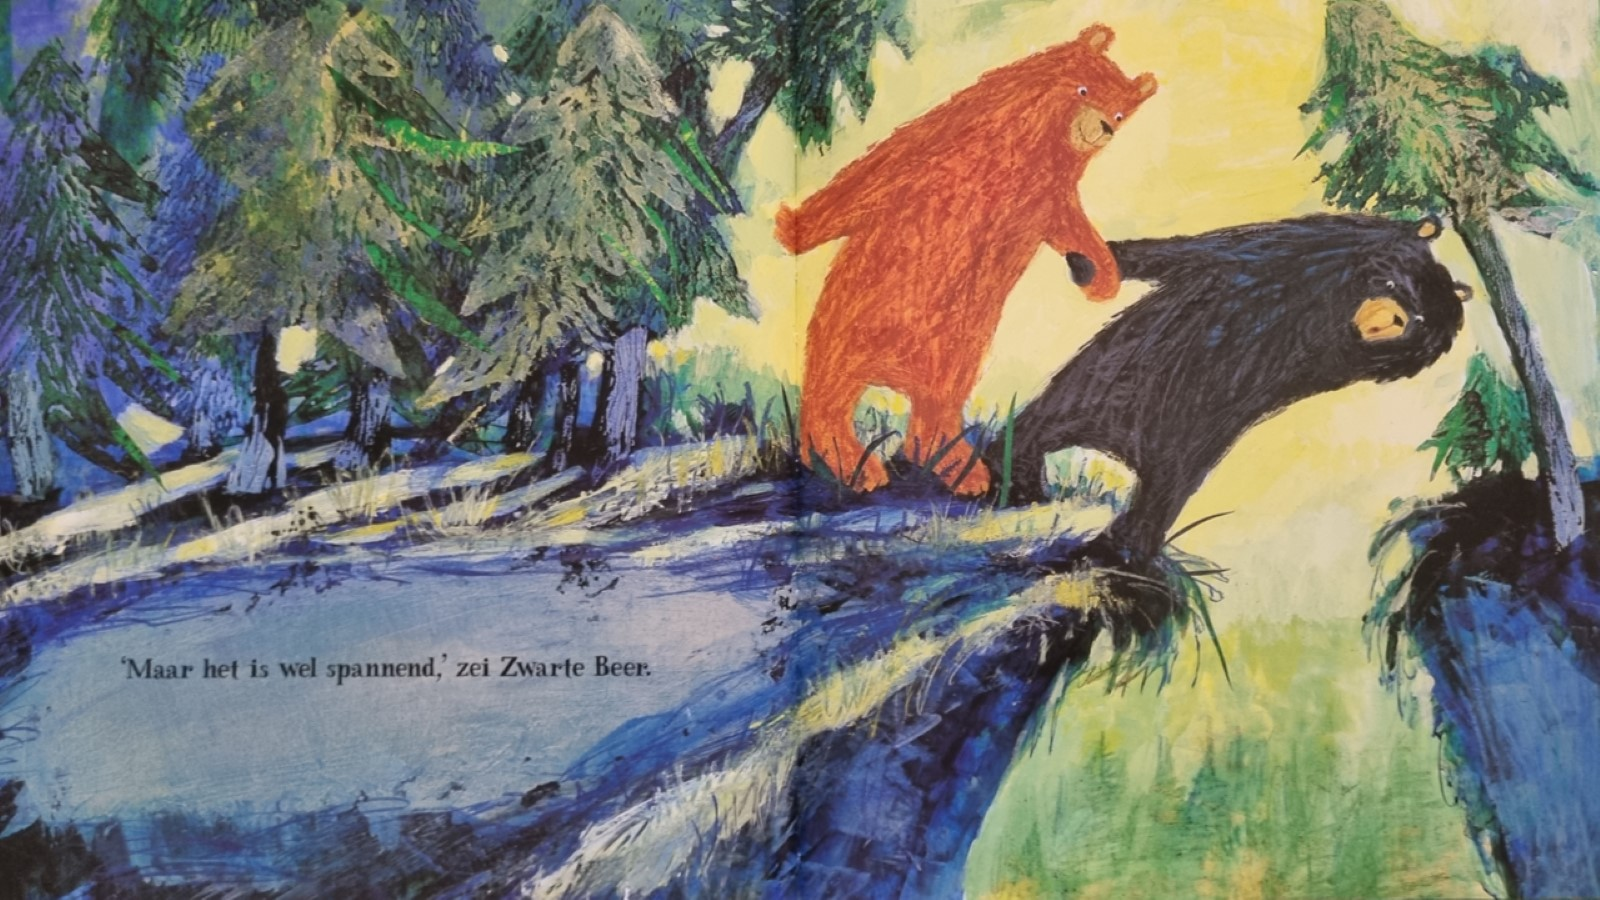 ‘Maar het is wel spannend,’ zei Zwarte Beer.